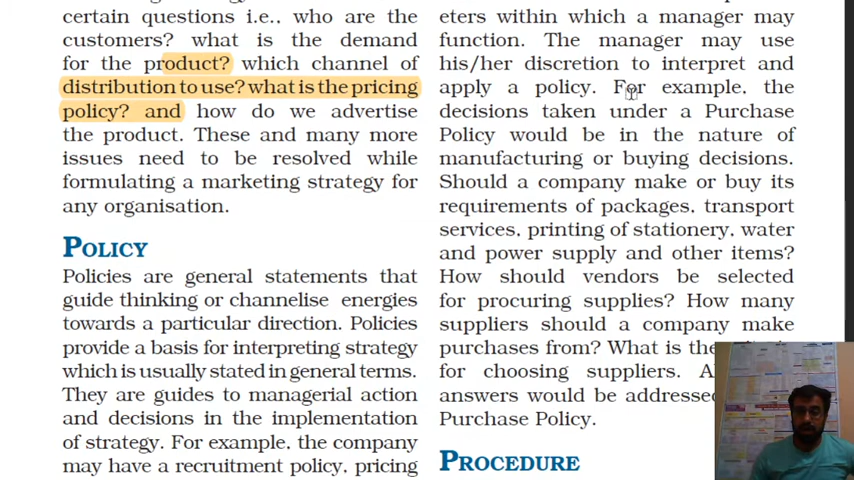 certain questions i.e., who are the
customers? what is the demand
for the product? which channel of
distribution to use? what is the pricing
policy? and how do we advertise
the product. These and many more
issues need to be resolved while
formulating a marketing strategy for
any organisation.
POLICY
Policies are general statements that
guide thinking or channelise energies
towards a particular direction. Policies
provide a basis for interpreting strategy
which is usually stated in general terms.
They are guides to managerial action
and decisions in the implementation
of strategy. For example, the company
may have a recruitment policy, pricing
eters within which a manager may
function. The manager may use
his/her discretion to interpret and
apply a policy. For example, the
decisions taken under a Purchase
Policy would be in the nature of
manufacturing or buying decisions.
Should a company make or buy its
requirements of packages, transport
services, printing of stationery, water
and power supply and other items?
How should vendors be selected
for procuring supplies? How many
suppliers should a company make
purchases from? What is the
for choosing suppliers.
answers would be addressed
Purchase Policy.
PROCEDURE